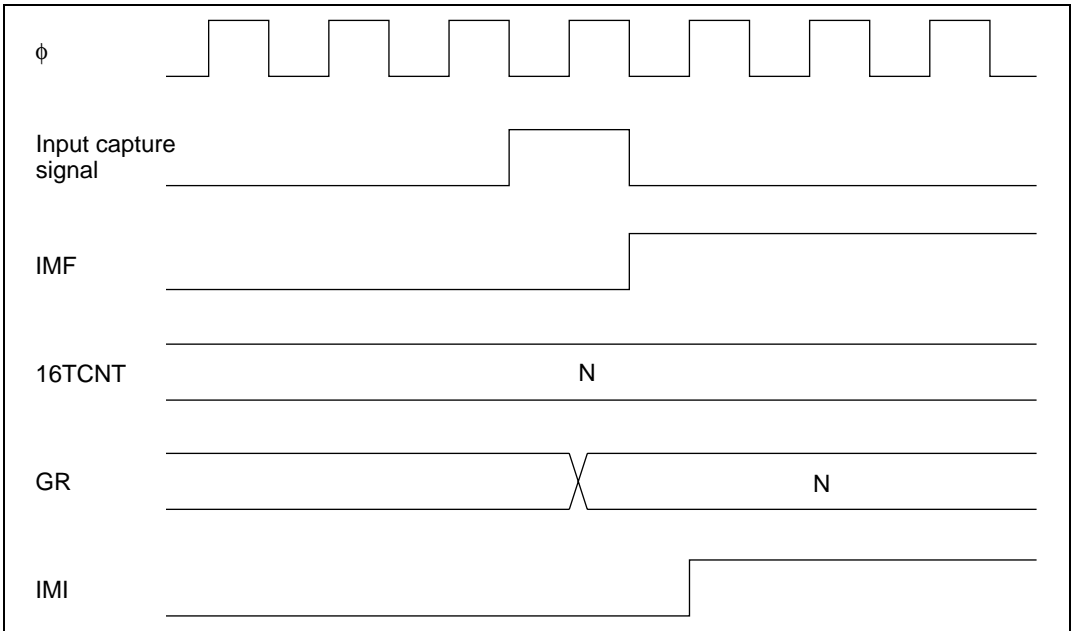 ϕ
Input capture
signal
IMF
16TCNT
N
GR
N
IMI